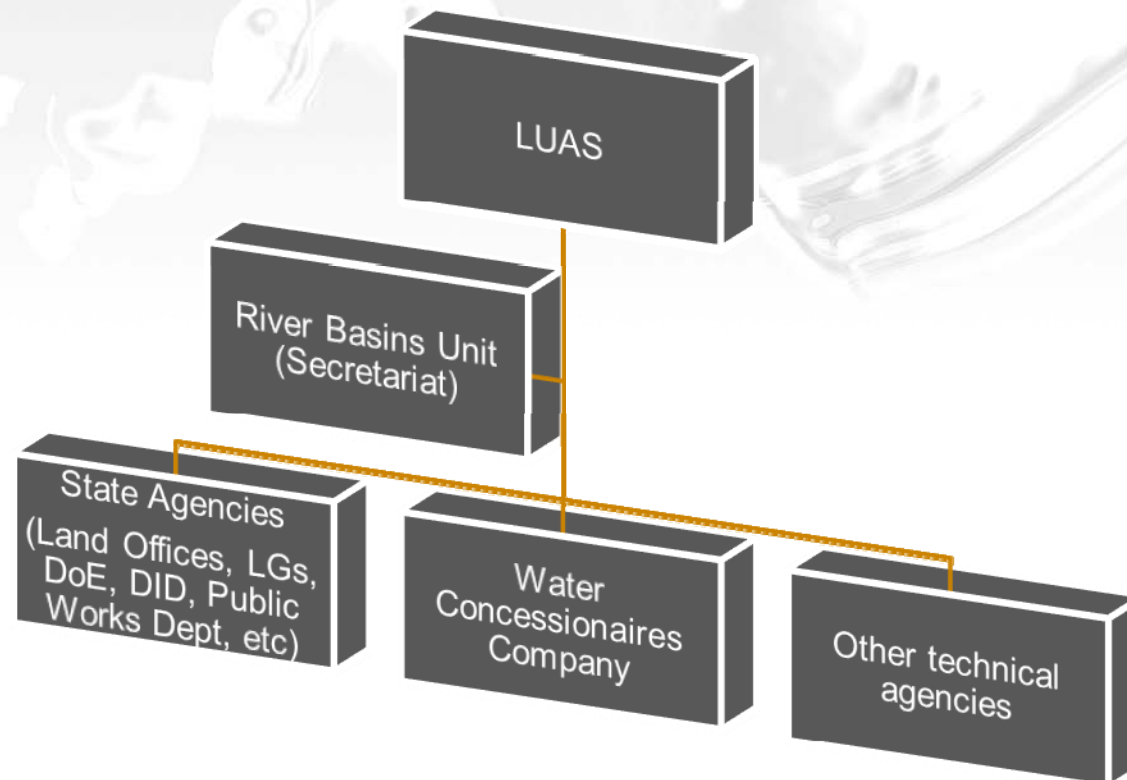 LUAS
River Basins Unit
(Secretariat)
State Agencies
(Land Offices, LGs,
DoE, DID, Public
Works Dept, etc)
Water
Concessionaires
Company
Other technical
agencies